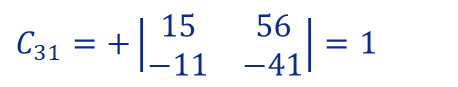 C₃₁ = + |15 56| = 1
|−11 −41|